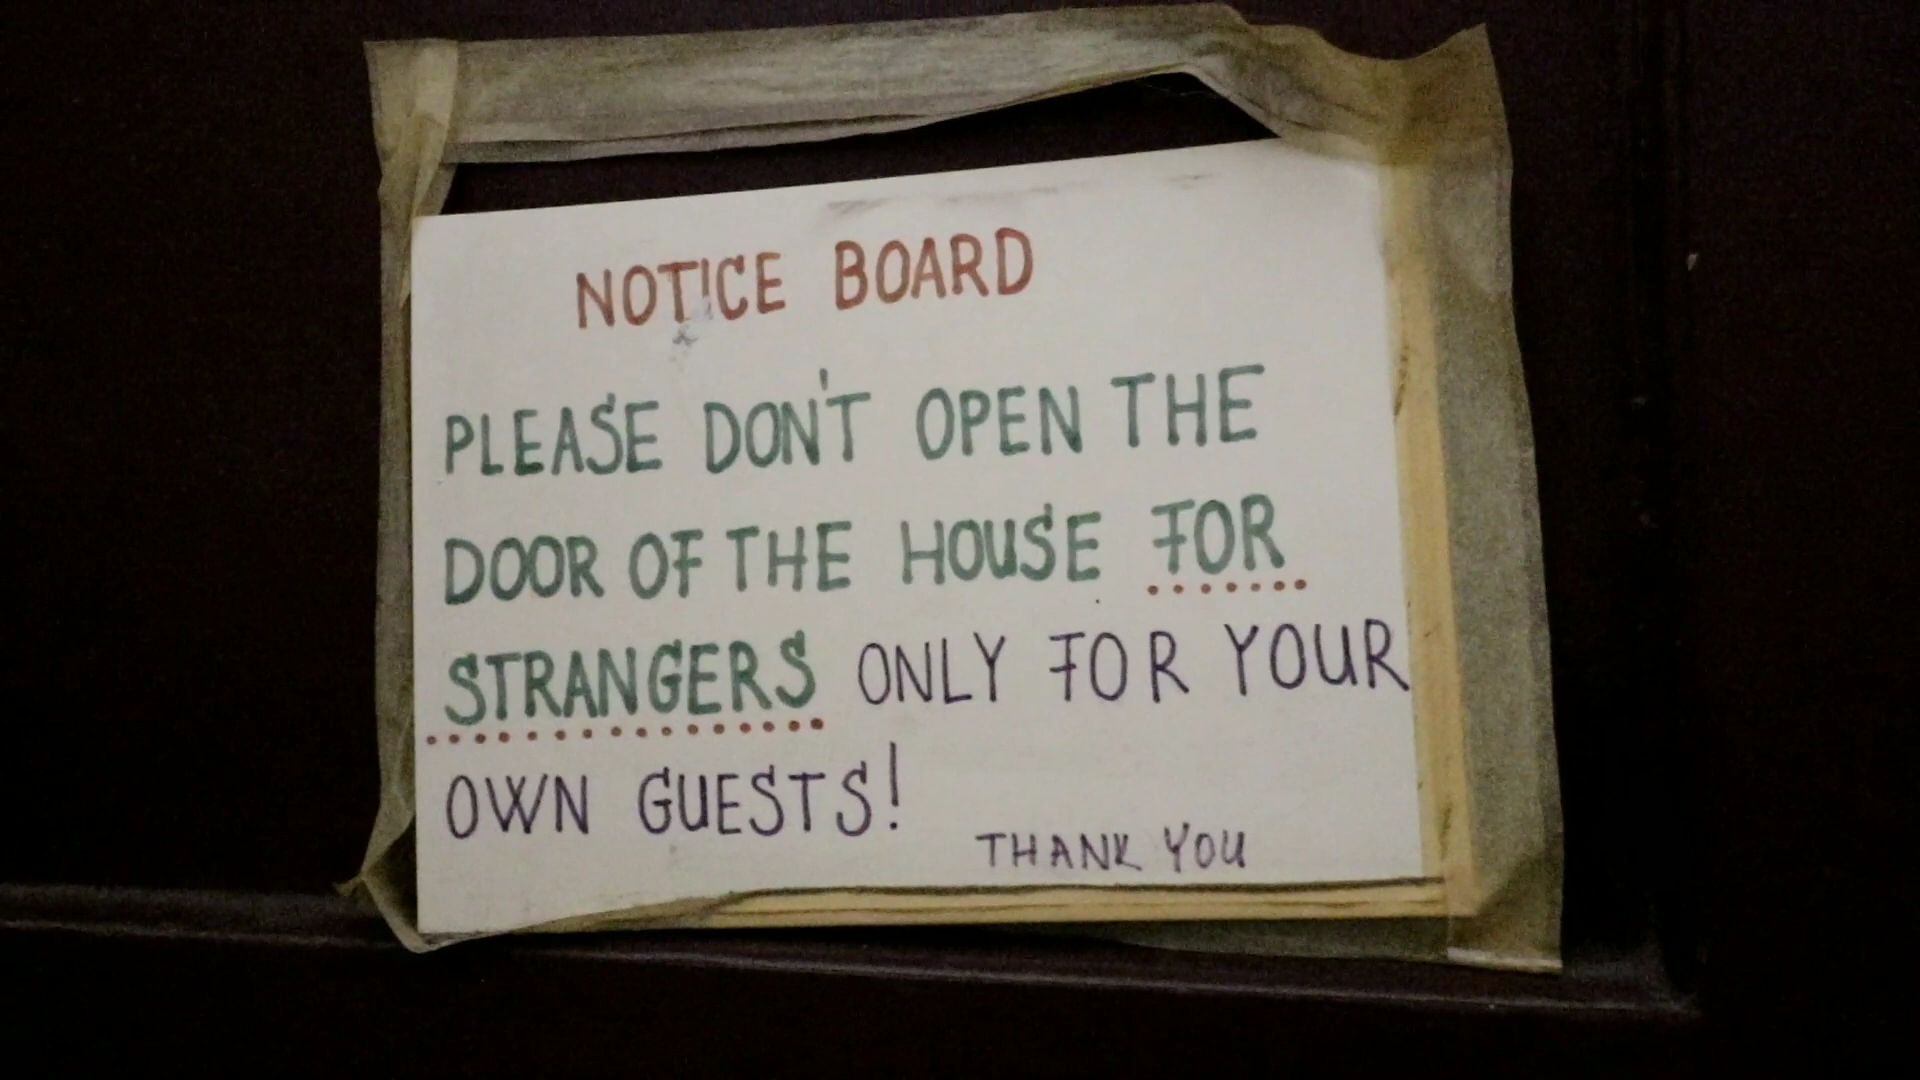 NOTICE BOARD
PLEASE DON'T OPEN THE
DOOR OF THE HOUSE FOR
STRANGERS ONLY FOR YOUR
OWN GUESTS!
THANK YOU